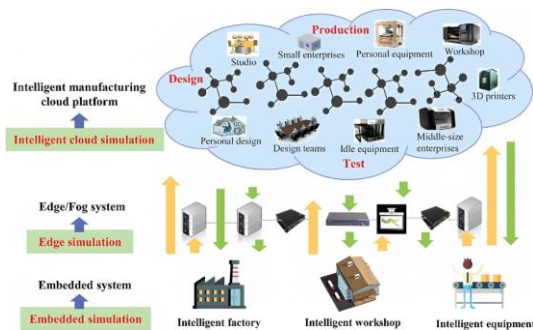 Production
Studio
Small enterprises
Personal equipment
Workshop
Design
3D printers
Intelligent manufacturing
cloud platform
Intelligent cloud simulation
Personal design
Design teams
Idle equipment
Middle-size
enterprises
Test
Edge/Fog system
Edge simulation
Embedded system
Embedded simulation
Intelligent factory
Intelligent workshop
Intelligent equipment